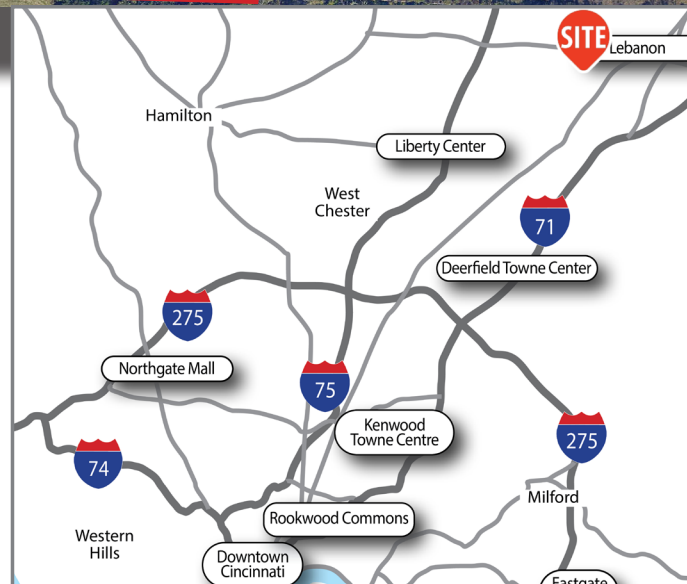 SITE
Lebanon
Hamilton
Liberty Center
West
Chester
71
Deerfield Towne Center
275
Northgate Mall
75
Kenwood
Towne Centre
275
74
Milford
Rookwood Commons
Western
Hills
Downtown
Cincinnati
Eastgate